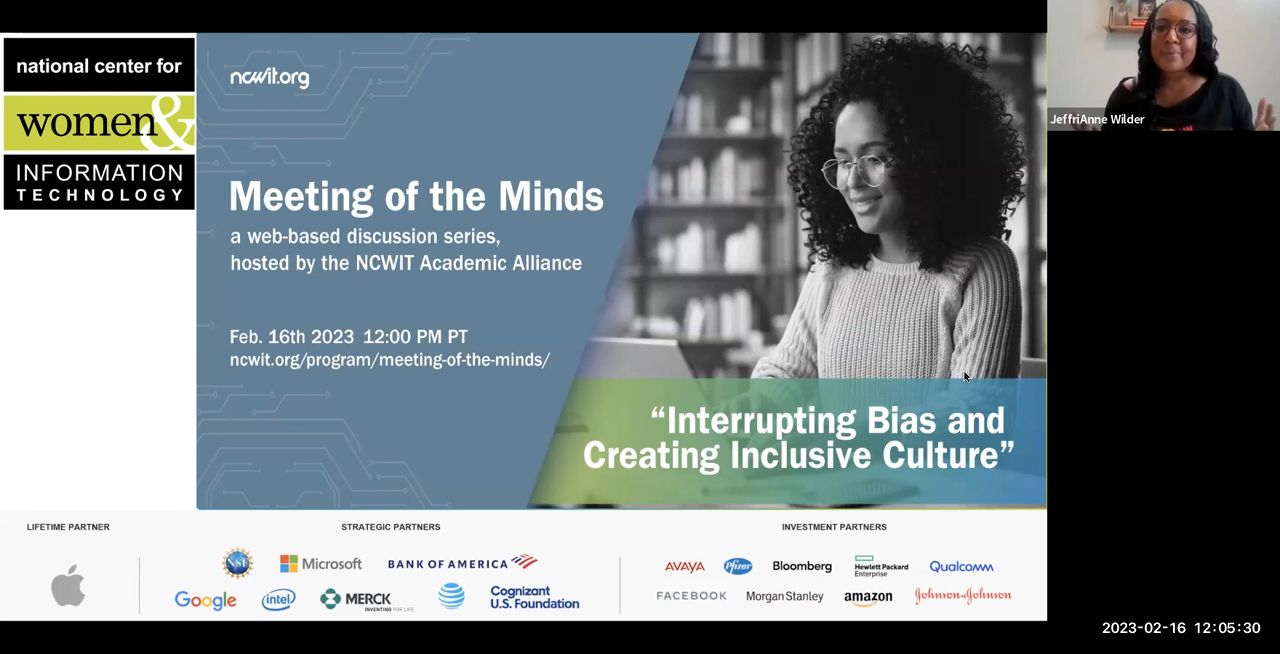 national center for
women&
INFORMATION
TECHNOLOGY
ncwit.org
Meeting of the Minds
a web-based discussion series,
hosted by the NCWIT Academic Alliance
Feb. 16th 2023 12:00 PM PT
ncwit.org/program/meeting-of-the-minds/
“Interrupting Bias and
Creating Inclusive Culture”
JeffriAnne Wilder
LIFETIME PARTNER
STRATEGIC PARTNERS
NSF
Microsoft
BANK OF AMERICA
Google
intel
MERCK
INVENTING FOR LIFE
Cognizant
U.S. Foundation
INVESTMENT PARTNERS
AVAYA
Pfizer
Bloomberg
Hewlett Packard
Enterprise
Qualcomm
FACEBOOK
Morgan Stanley
amazon
Johnson&Johnson
2023-02-16 12:05:30